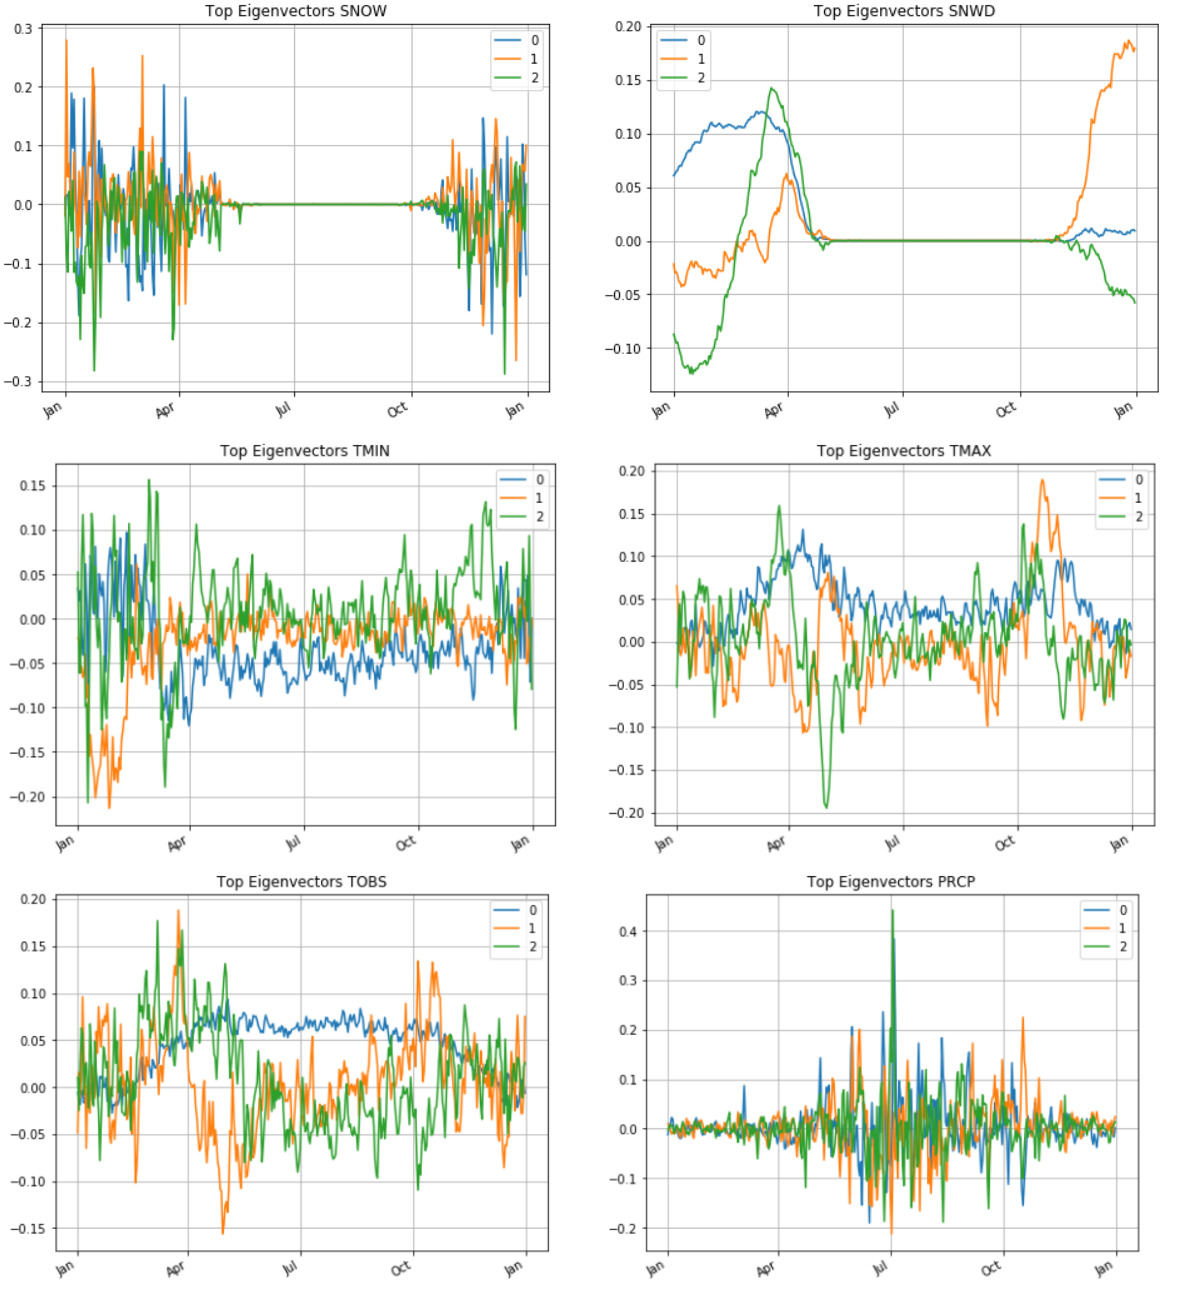 Top Eigenvectors SNOW
0.3
0.2
0.1
0.0
−0.1
−0.2
−0.3
0
1
2
Jan
Apr
Jul
Oct
Jan
Top Eigenvectors SNWD
0.20
0.15
0.10
0.05
0.00
−0.05
−0.10
0
1
2
Jan
Apr
Jul
Oct
Jan
Top Eigenvectors TMIN
0.15
0.10
0.05
0.00
−0.05
−0.10
−0.15
−0.20
0
1
2
Jan
Apr
Jul
Oct
Jan
Top Eigenvectors TMAX
0.20
0.15
0.10
0.05
0.00
−0.05
−0.10
−0.15
−0.20
0
1
2
Jan
Apr
Jul
Oct
Jan
Top Eigenvectors TOBS
0.20
0.15
0.10
0.05
0.00
−0.05
−0.10
−0.15
0
1
2
Jan
Apr
Jul
Oct
Jan
Top Eigenvectors PRCP
0.4
0.3
0.2
0.1
0.0
−0.1
−0.2
0
1
2
Jan
Apr
Jul
Oct
Jan